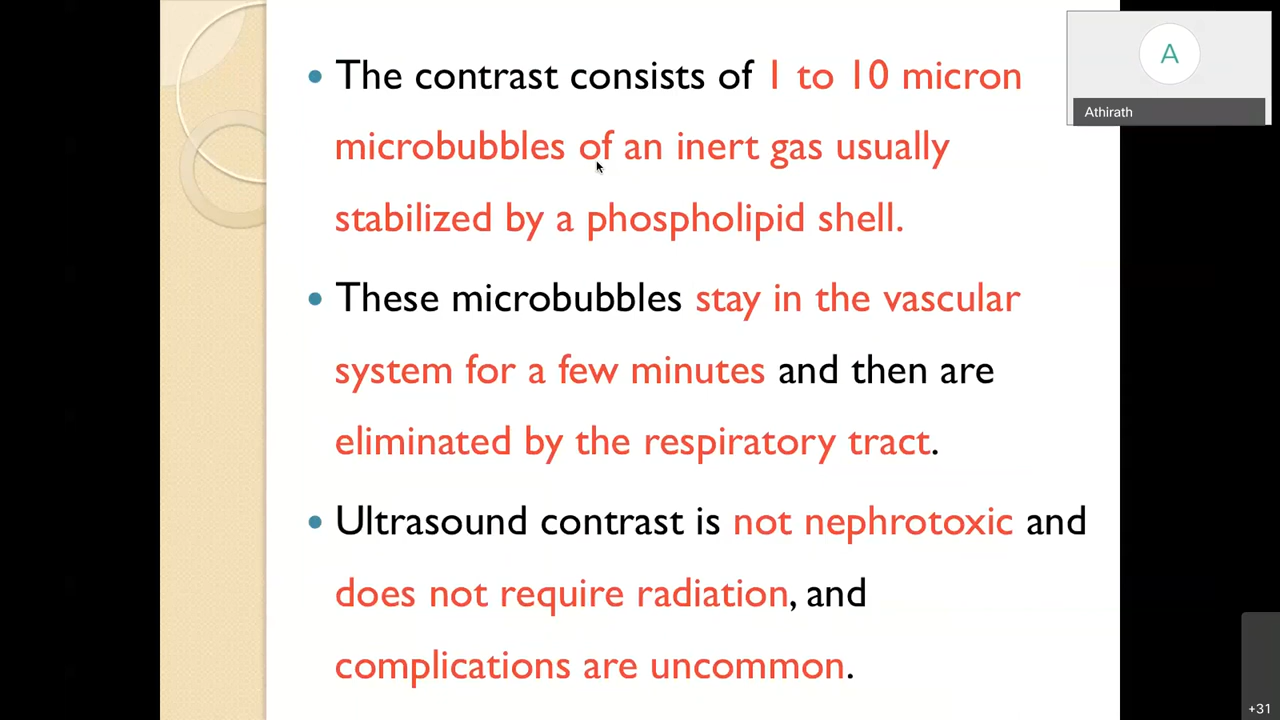 The contrast consists of 1 to 10 micron
microbubbles of an inert gas usually
stabilized by a phospholipid shell.
These microbubbles stay in the vascular
system for a few minutes and then are
eliminated by the respiratory tract.
Ultrasound contrast is not nephrotoxic and
does not require radiation, and
complications are uncommon.
A
Athirath
+31